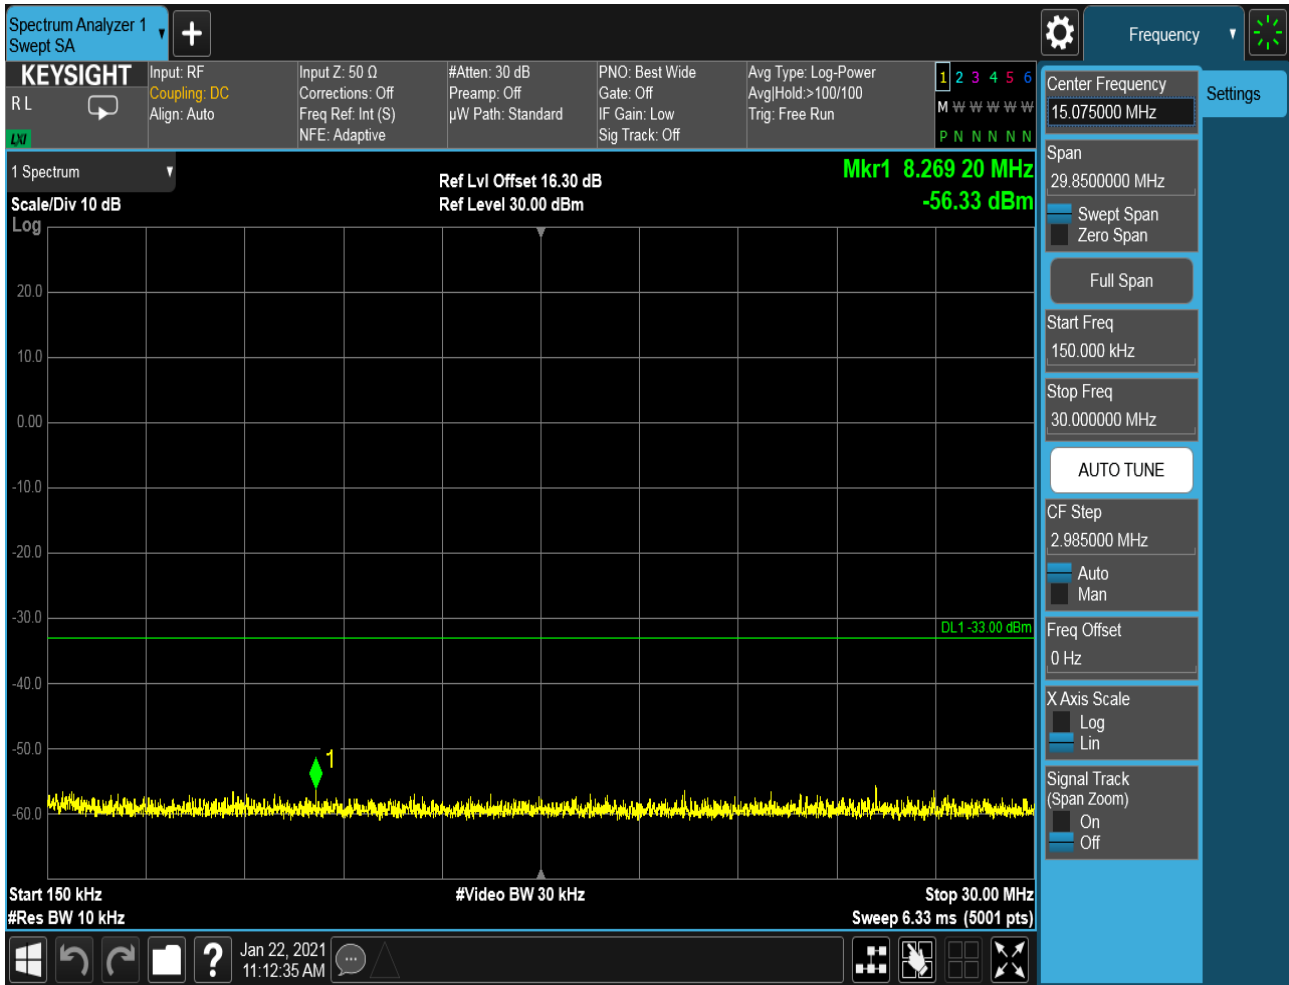 Spectrum Analyzer 1
Swept SA
Frequency
KEYSIGHT
R L
LXI
Input: RF
Coupling: DC
Align: Auto
Input Z: 50 Ω
Corrections: Off
Freq Ref: Int (S)
NFE: Adaptive
#Atten: 30 dB
Preamp: Off
µW Path: Standard
PNO: Best Wide
Gate: Off
IF Gain: Low
Sig Track: Off
Avg Type: Log-Power
Avg|Hold:>100/100
Trig: Free Run
1 2 3 4 5 6
M W W W W W
P N N N N N
1 Spectrum
Scale/Div 10 dB
Log
Ref Lvl Offset 16.30 dB
Ref Level 30.00 dBm
Mkr1 8.269 20 MHz
-56.33 dBm
20.0
10.0
0.00
-10.0
-20.0
-30.0
-40.0
-50.0
-60.0
DL1 -33.00 dBm
1
Start 150 kHz
#Res BW 10 kHz
#Video BW 30 kHz
Stop 30.00 MHz
Sweep 6.33 ms (5001 pts)
Jan 22, 2021
11:12:35 AM
Center Frequency
15.075000 MHz
Settings
Span
29.8500000 MHz
Swept Span
Zero Span
Full Span
Start Freq
150.000 kHz
Stop Freq
30.000000 MHz
AUTO TUNE
CF Step
2.985000 MHz
Auto
Man
Freq Offset
0 Hz
X Axis Scale
Log
Lin
Signal Track
(Span Zoom)
On
Off